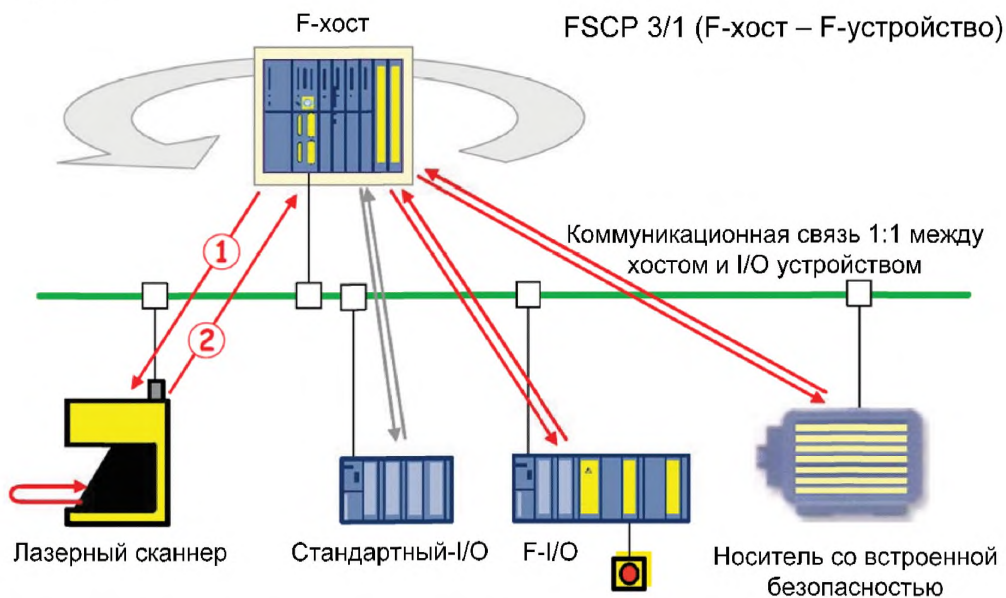 F-хост
FSCP 3/1 (F-хост – F-устройство)
Коммуникационная связь 1:1 между
хостом и I/O устройством
1
2
Лазерный сканнер
Стандартный-I/O
F-I/O
Носитель со встроенной
безопасностью